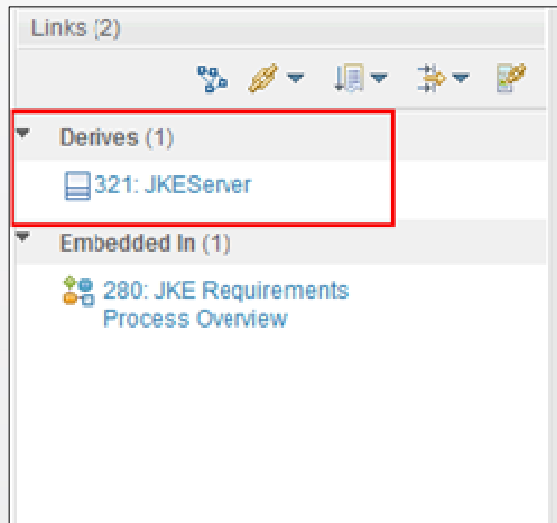 Links (2)
Derives (1)
321: JKEServer
Embedded In (1)
280: JKE Requirements
Process Overview